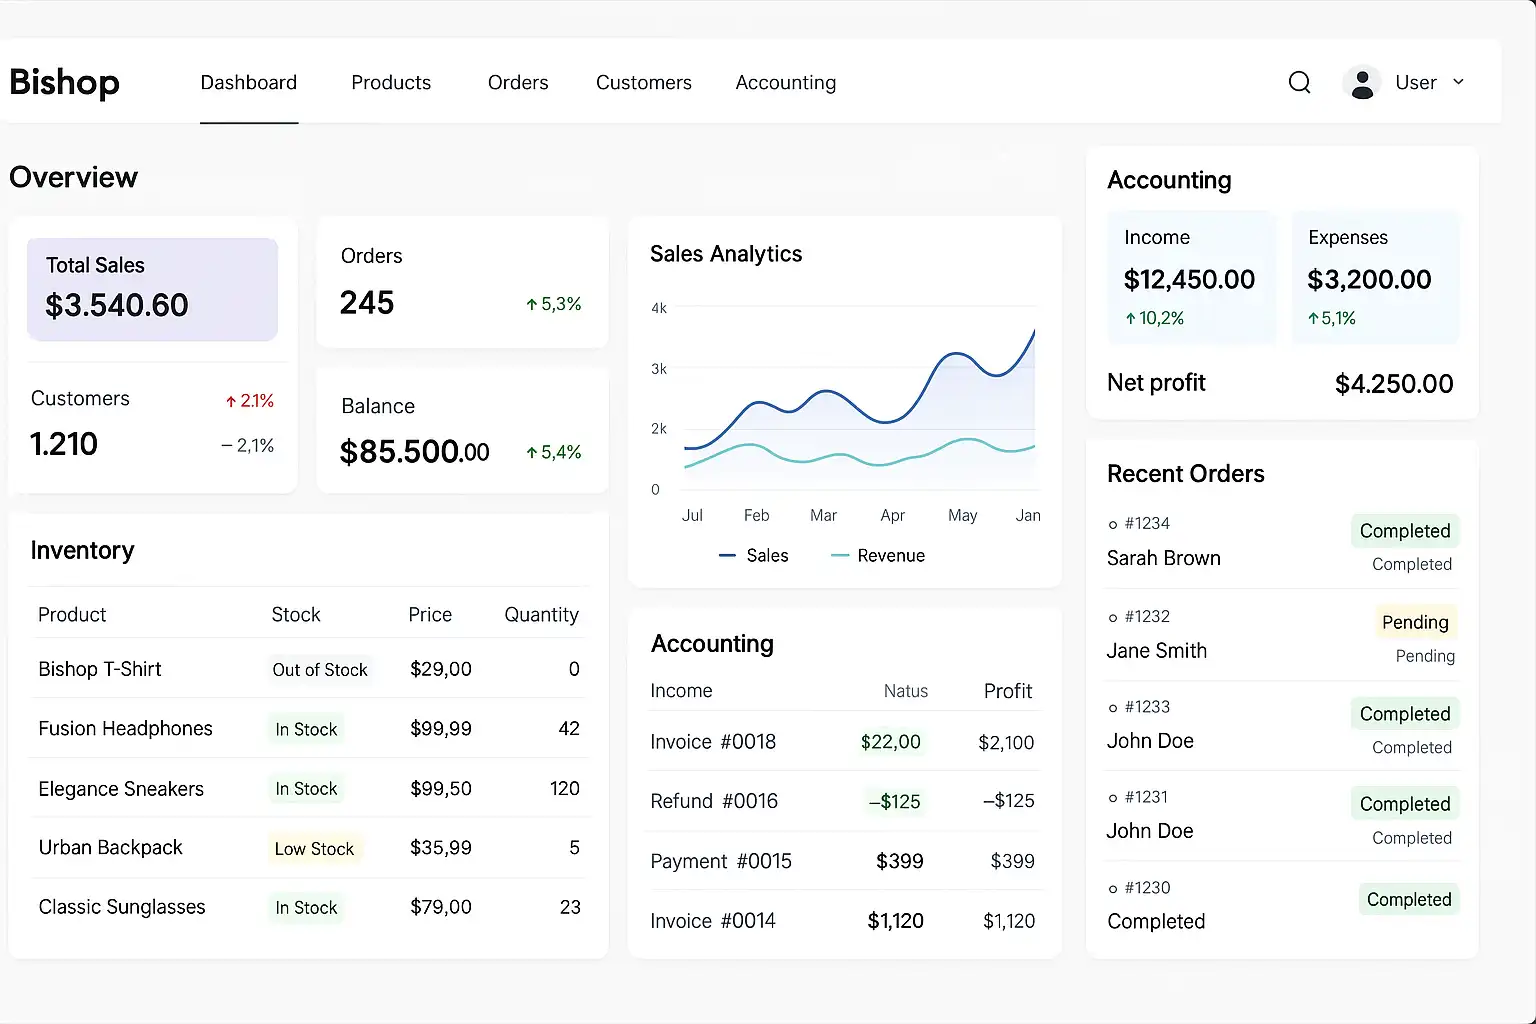 Bishop
Dashboard Products Orders Customers Accounting
User
Overview
Total Sales
$3.540.60
Customers ↑ 2.1%
1.210 – 2,1%
Orders
245 ↑ 5,3%
Balance
$85.500.00 ↑ 5,4%
Sales Analytics
4k
3k
2k
0
Jul Feb Mar Apr May Jan
Sales Revenue
Accounting
Income
$12,450.00
↑ 10,2%
Expenses
$3,200.00
↑ 5,1%
Net profit $4.250.00
Inventory
Product Stock Price Quantity
Bishop T-Shirt Out of Stock $29,00 0
Fusion Headphones In Stock $99,99 42
Elegance Sneakers In Stock $99,50 120
Urban Backpack Low Stock $35,99 5
Classic Sunglasses In Stock $79,00 23
Accounting
Income Natus Profit
Invoice #0018 $22,00 $2,100
Refund #0016 –$125 –$125
Payment #0015 $399 $399
Invoice #0014 $1,120 $1,120
Recent Orders
#1234 Completed
Sarah Brown Completed
#1232 Pending
Jane Smith Pending
#1233 Completed
John Doe Completed
#1231 Completed
John Doe Completed
#1230 Completed
Completed